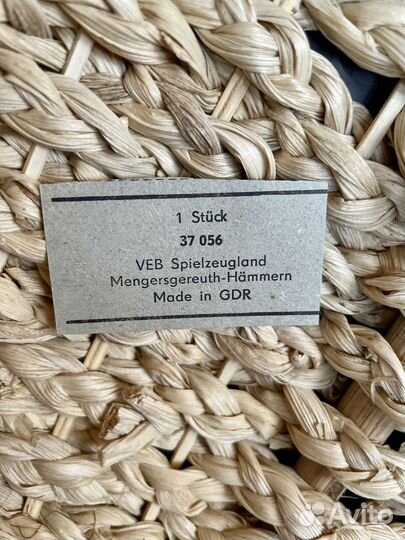 1 Stück
37 056
VEB Spielzeugland
Mengersgereuth-Hämmern
Made in GDR
Avito